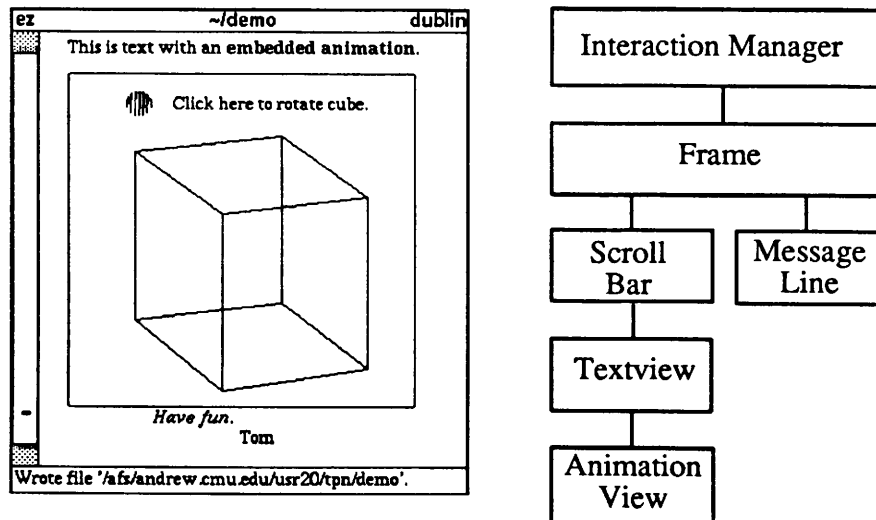 ez ~/demo dublin
This is text with an embedded animation.
Click here to rotate cube.
Have fun.
Tom
Wrote file '/afs/andrew.cmu.edu/usr20/tpn/demo'.
Interaction Manager
Frame
Scroll
Bar
Message
Line
Textview
Animation
View